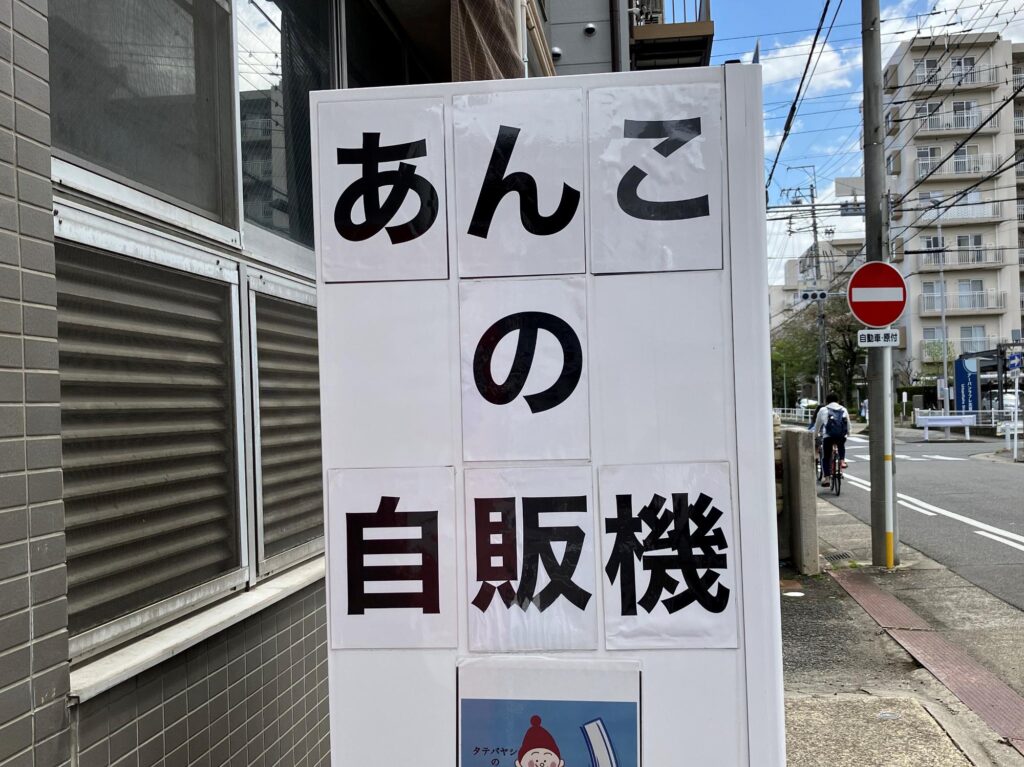 あんこ
の
自販機
タテバヤシ
の
自動車・原付